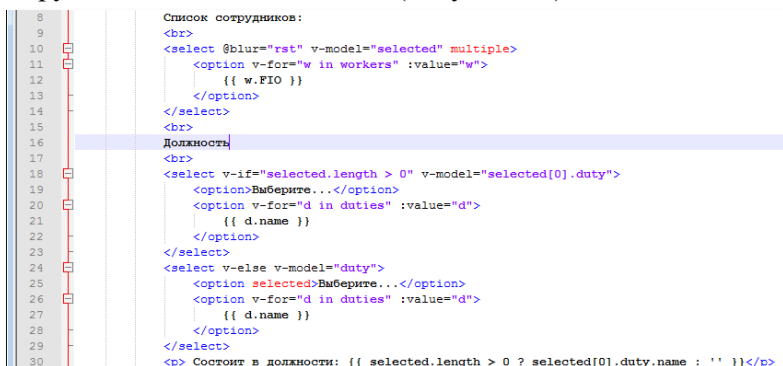 8 Список сотрудников:
9 <br>
10 <select @blur="rst" v-model="selected" multiple>
11 <option v-for="w in workers" :value="w">
12 {{ w.FIO }}
13 </option>
14 </select>
15 <br>
16 Должность
17 <br>
18 <select v-if="selected.length > 0" v-model="selected[0].duty">
19 <option>Выберите...</option>
20 <option v-for="d in duties" :value="d">
21 {{ d.name }}
22 </option>
23 </select>
24 <select v-else v-model="duty">
25 <option selected>Выберите...</option>
26 <option v-for="d in duties" :value="d">
27 {{ d.name }}
28 </option>
29 </select>
30 <p> Состоит в должности: {{ selected.length > 0 ? selected[0].duty.name : '' }}</p>